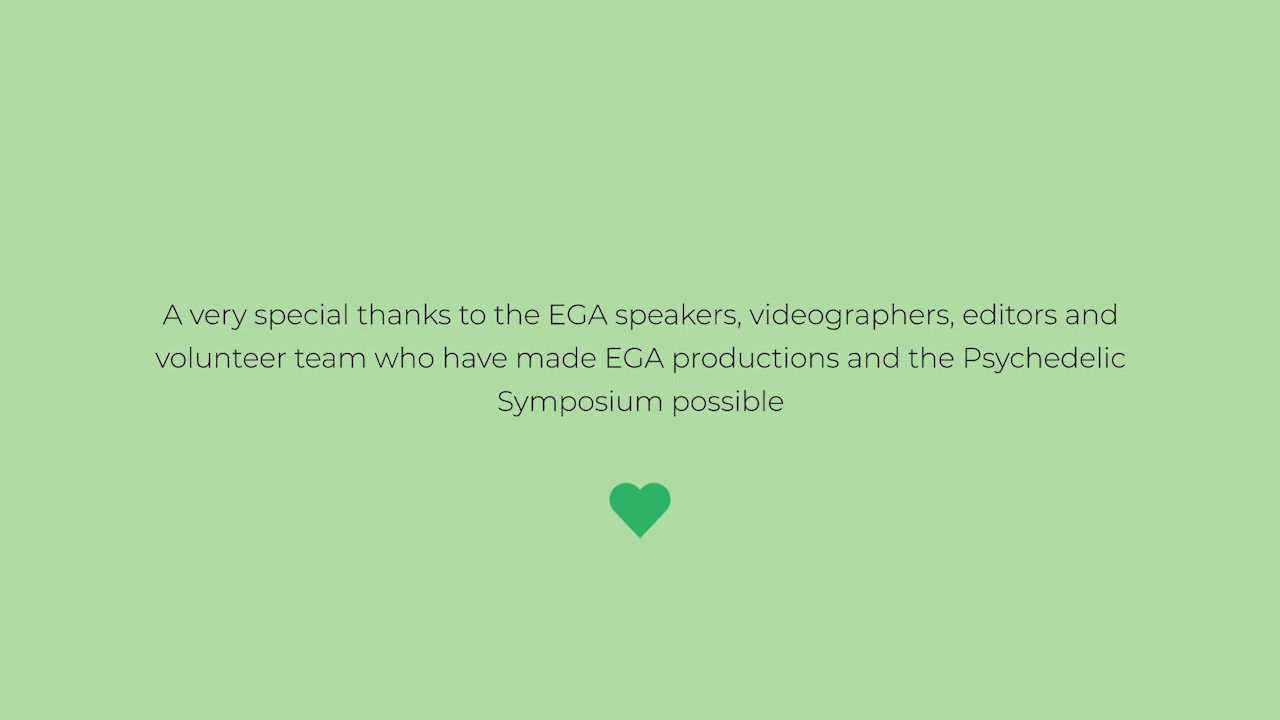 A very special thanks to the EGA speakers, videographers, editors and
volunteer team who have made EGA productions and the Psychedelic
Symposium possible